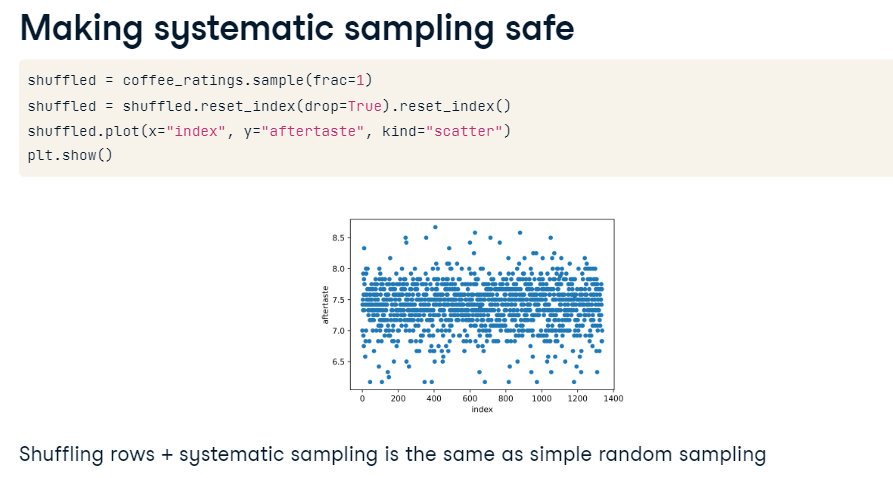 Making systematic sampling safe
shuffled = coffee_ratings.sample(frac=1)
shuffled = shuffled.reset_index(drop=True).reset_index()
shuffled.plot(x="index", y="aftertaste", kind="scatter")
plt.show()
8.5
8.0
7.5
7.0
6.5
aftertaste
0 200 400 600 800 1000 1200 1400
index
Shuffling rows + systematic sampling is the same as simple random sampling